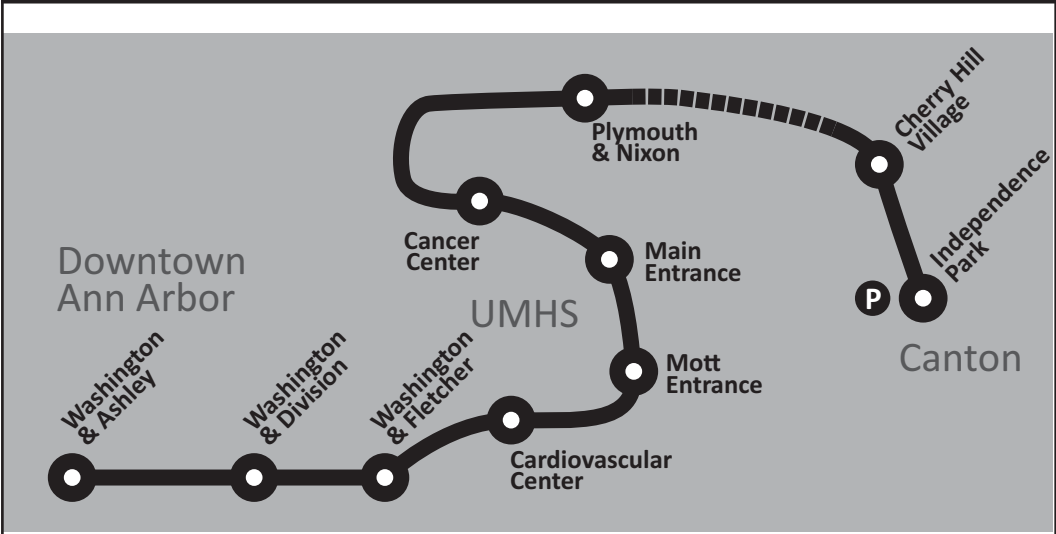 Cherry Hill
Village
Plymouth
& Nixon
Independence
Park
Cancer
Center
Main
Entrance
Downtown
Ann Arbor
P
UMHS
Canton
Washington
& Ashley
Washington
& Division
Washington
& Fletcher
Mott
Entrance
Cardiovascular
Center